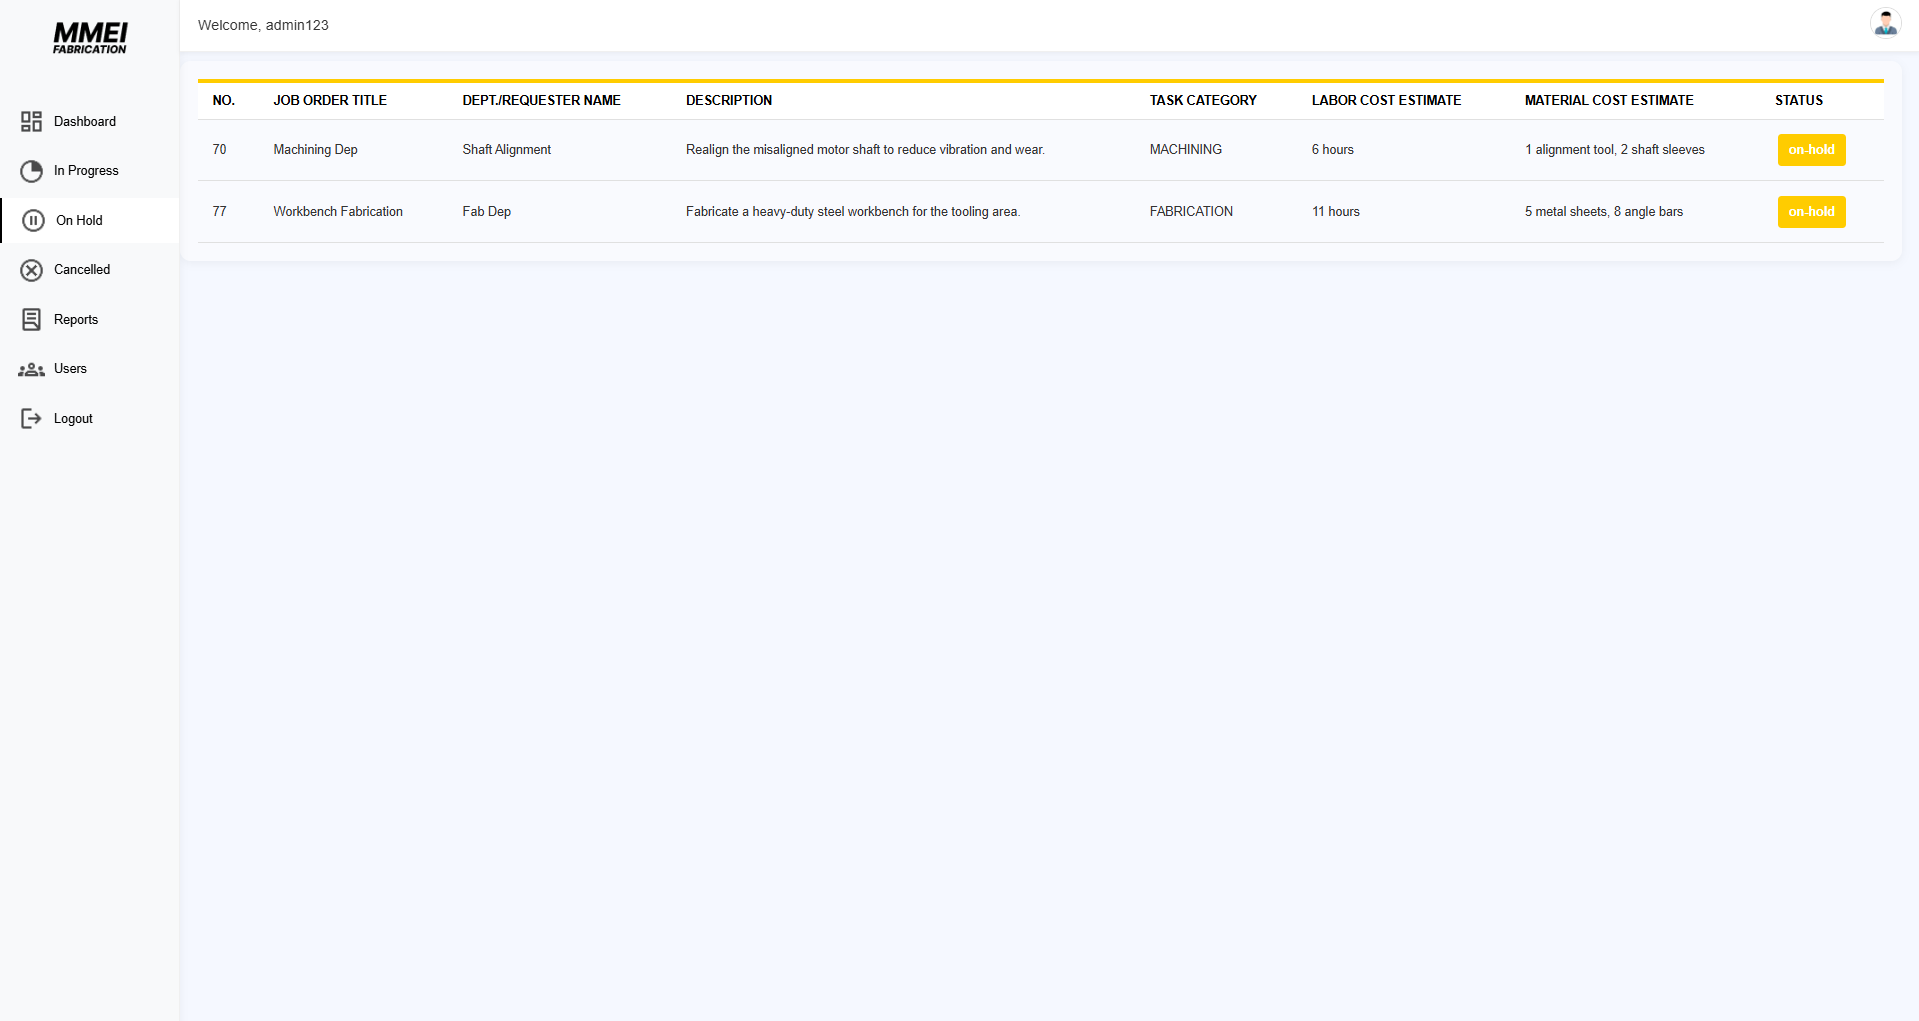 MMEI
FABRICATION
Welcome, admin123
Dashboard
In Progress
On Hold
Cancelled
Reports
Users
Logout
NO. JOB ORDER TITLE DEPT./REQUESTER NAME DESCRIPTION TASK CATEGORY LABOR COST ESTIMATE MATERIAL COST ESTIMATE STATUS
70 Machining Dep Shaft Alignment Realign the misaligned motor shaft to reduce vibration and wear. MACHINING 6 hours 1 alignment tool, 2 shaft sleeves on-hold
77 Workbench Fabrication Fab Dep Fabricate a heavy-duty steel workbench for the tooling area. FABRICATION 11 hours 5 metal sheets, 8 angle bars on-hold